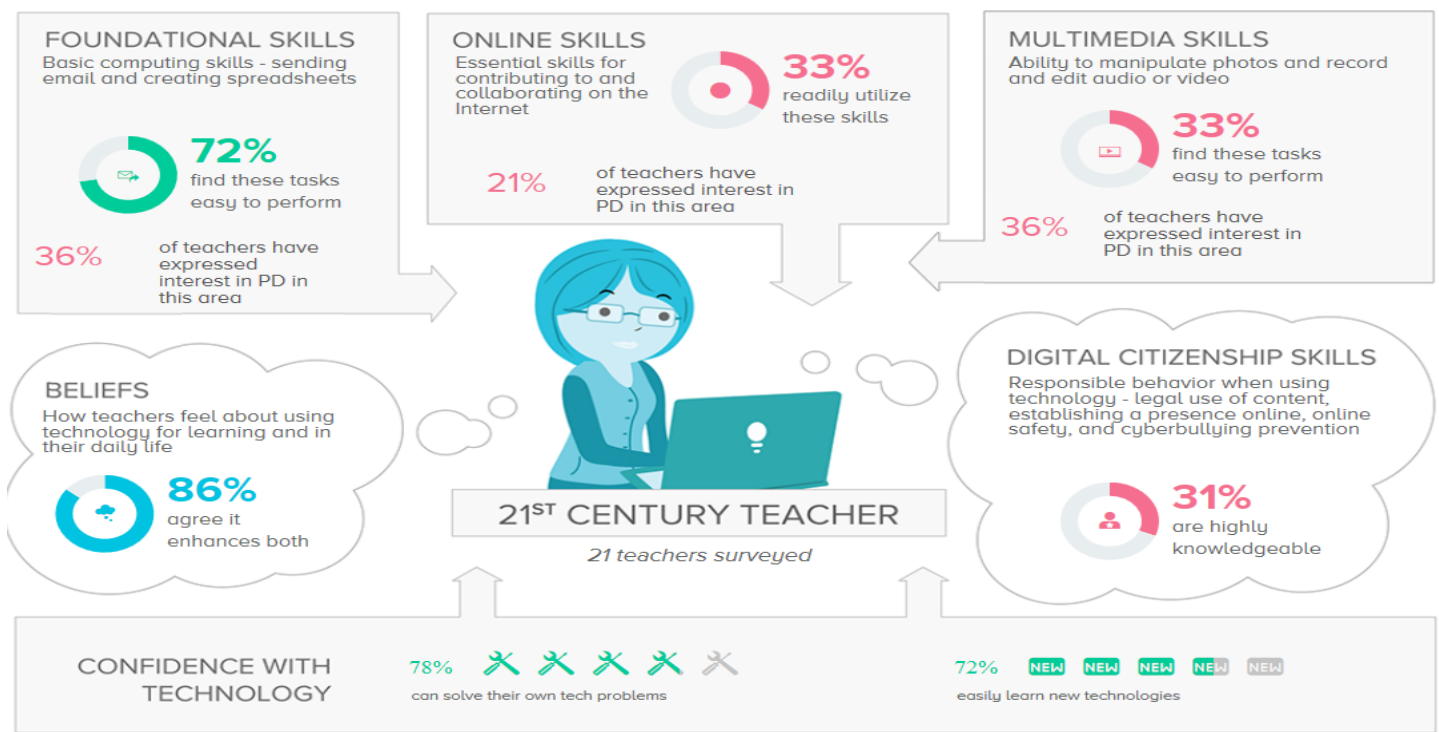 FOUNDATIONAL SKILLS
Basic computing skills - sending
email and creating spreadsheets
72%
find these tasks
easy to perform
36%
of teachers have
expressed
interest in PD in
this area
ONLINE SKILLS
Essential skills for
contributing to and
collaborating on the
Internet
33%
readily utilize
these skills
21%
of teachers have
expressed interest in
PD in this area
MULTIMEDIA SKILLS
Ability to manipulate photos and record
and edit audio or video
33%
find these tasks
easy to perform
36%
of teachers have
expressed interest in
PD in this area
BELIEFS
How teachers feel about using
technology for learning and in
their daily life
86%
agree it
enhances both
21ST CENTURY TEACHER
21 teachers surveyed
DIGITAL CITIZENSHIP SKILLS
Responsible behavior when using
technology - legal use of content,
establishing a presence online, online
safety, and cyberbullying prevention
31%
are highly
knowledgeable
CONFIDENCE WITH
TECHNOLOGY
78%
can solve their own tech problems
72% NEW NEW NEW NEW NEW
easily learn new technologies